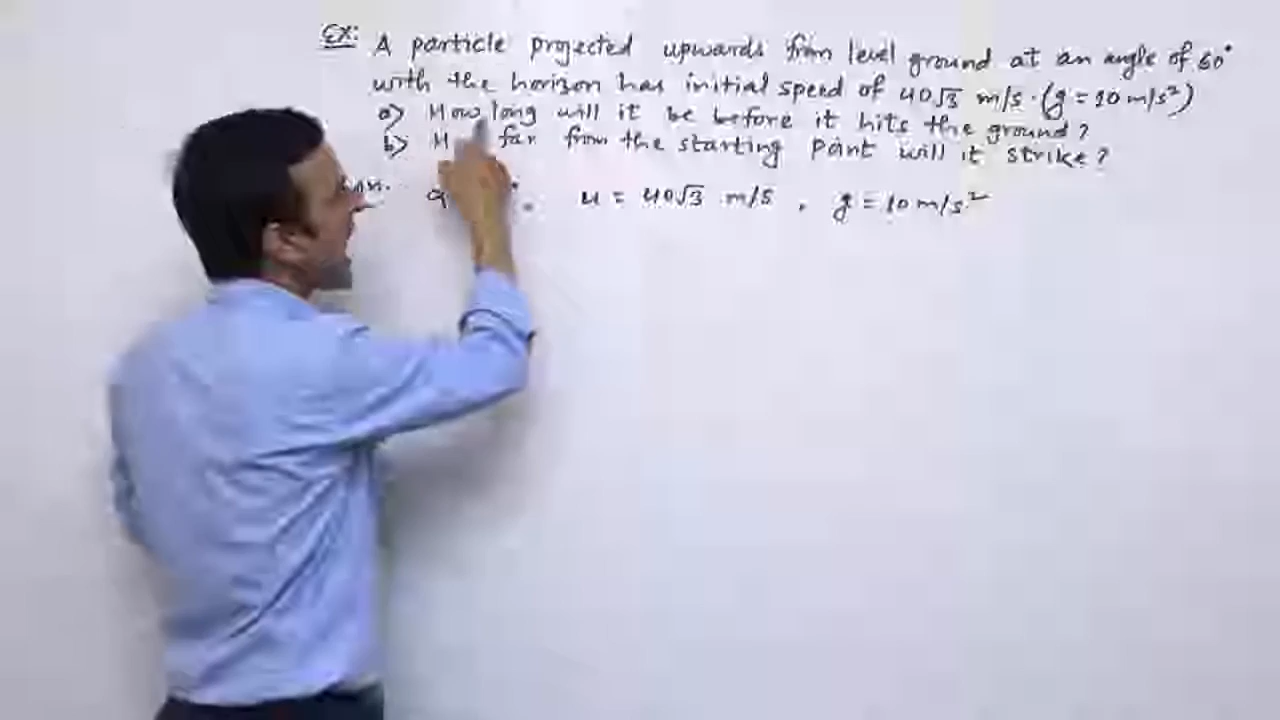 Ex: A particle projected upwards from level ground at an angle of 60°
with the horizon has initial speed of 40√3 m/s. (g = 10 m/s²)
a) How long will it be before it hits the ground?
b) far from the starting point will it strike?
u = 40√3 m/s , g = 10 m/s²